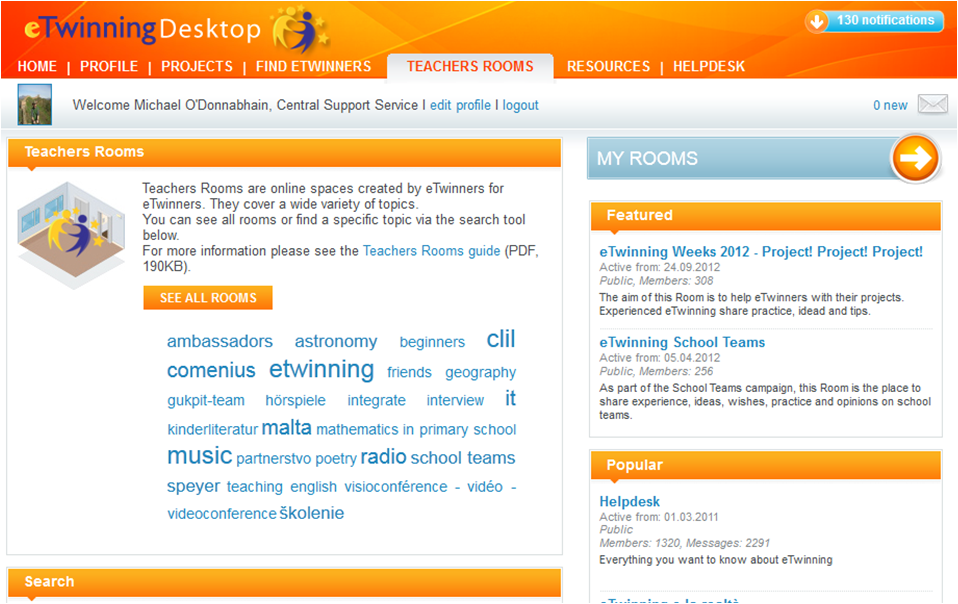 eTwinning Desktop
130 notifications
HOME | PROFILE | PROJECTS | FIND ETWINNERS TEACHERS ROOMS RESOURCES | HELPDESK
Welcome Michael O'Donnabhain, Central Support Service I edit profile I logout
0 new
Teachers Rooms
Teachers Rooms are online spaces created by eTwinners for
eTwinners. They cover a wide variety of topics.
You can see all rooms or find a specific topic via the search tool
below.
For more information please see the Teachers Rooms guide (PDF,
190KB).
SEE ALL ROOMS
ambassadors astronomy beginners clil
comenius etwinning friends geography
gukpit-team hörspiele integrate interview it
kinderliteratur malta mathematics in primary school
music partnerstvo poetry radio school teams
speyer teaching english visioconférence - vidéo -
videoconference školenie
Search
MY ROOMS
Featured
eTwinning Weeks 2012 - Project! Project! Project!
Active from: 24.09.2012
Public, Members: 308
The aim of this Room is to help eTwinners with their projects.
Experienced eTwinning share practice, idead and tips.
eTwinning School Teams
Active from: 05.04.2012
Public, Members: 256
As part of the School Teams campaign, this Room is the place to
share experience, ideas, wishes, practice and opinions on school
teams.
Popular
Helpdesk
Active from: 01.03.2011
Public
Members: 1320, Messages: 2291
Everything you want to know about eTwinning
eTwinning e la realtà